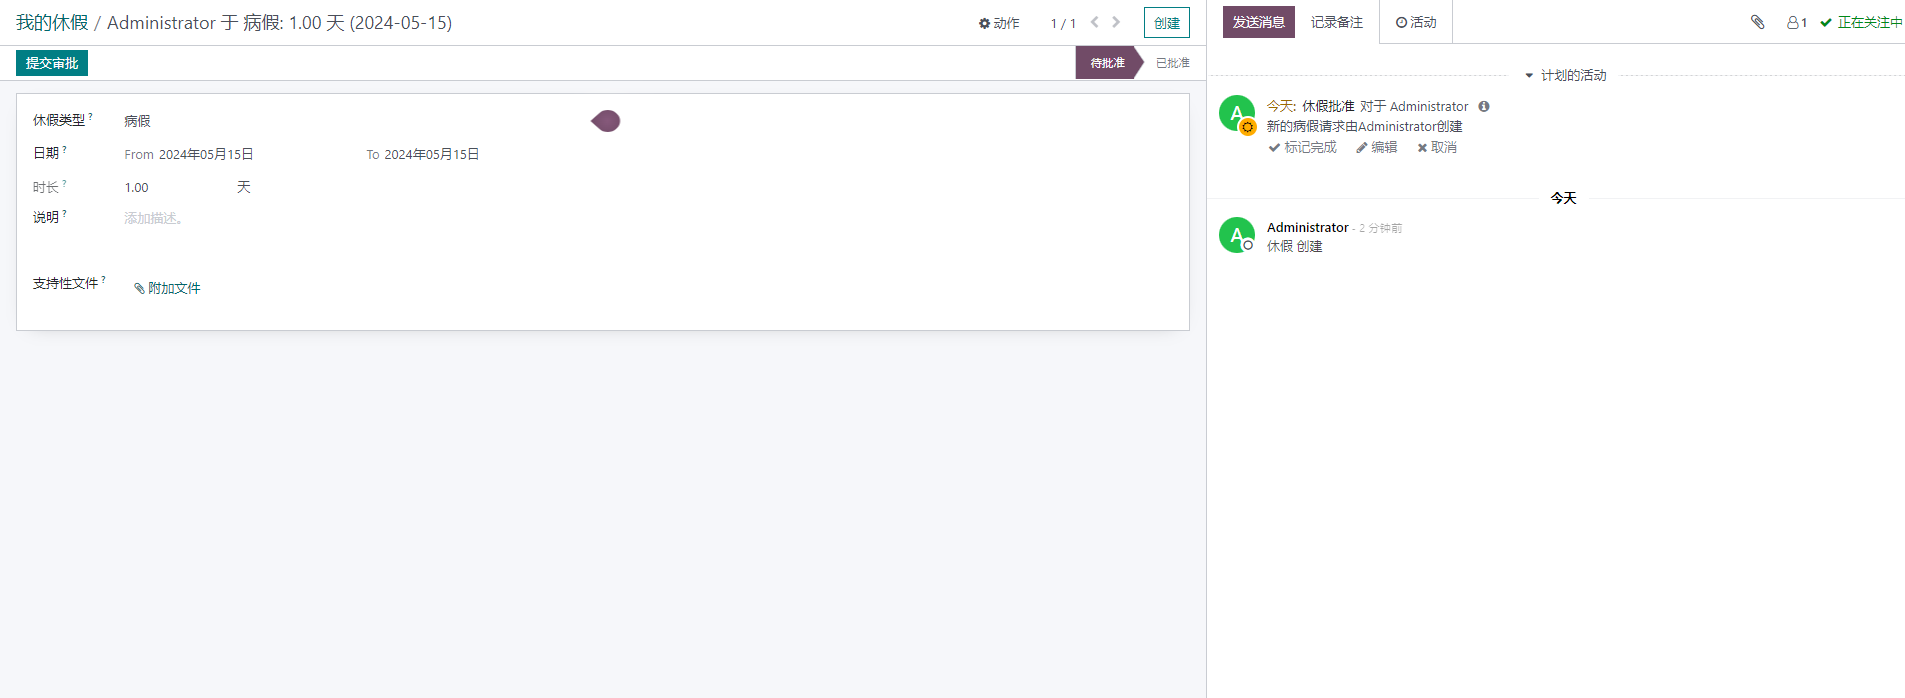 我的休假 / Administrator 于 病假: 1.00 天 (2024-05-15)
动作
1 / 1
创建
提交审批
待批准
已批准
休假类型 ?
病假
日期 ?
From 2024年05月15日
To 2024年05月15日
时长 ?
1.00
天
说明 ?
添加描述。
支持性文件 ?
附加文件
发送消息
记录备注
活动
1
正在关注中
计划的活动
A
今天: 休假批准 对于 Administrator
新的病假请求由Administrator创建
标记完成
编辑
取消
今天
A
Administrator - 2 分钟前
休假 创建